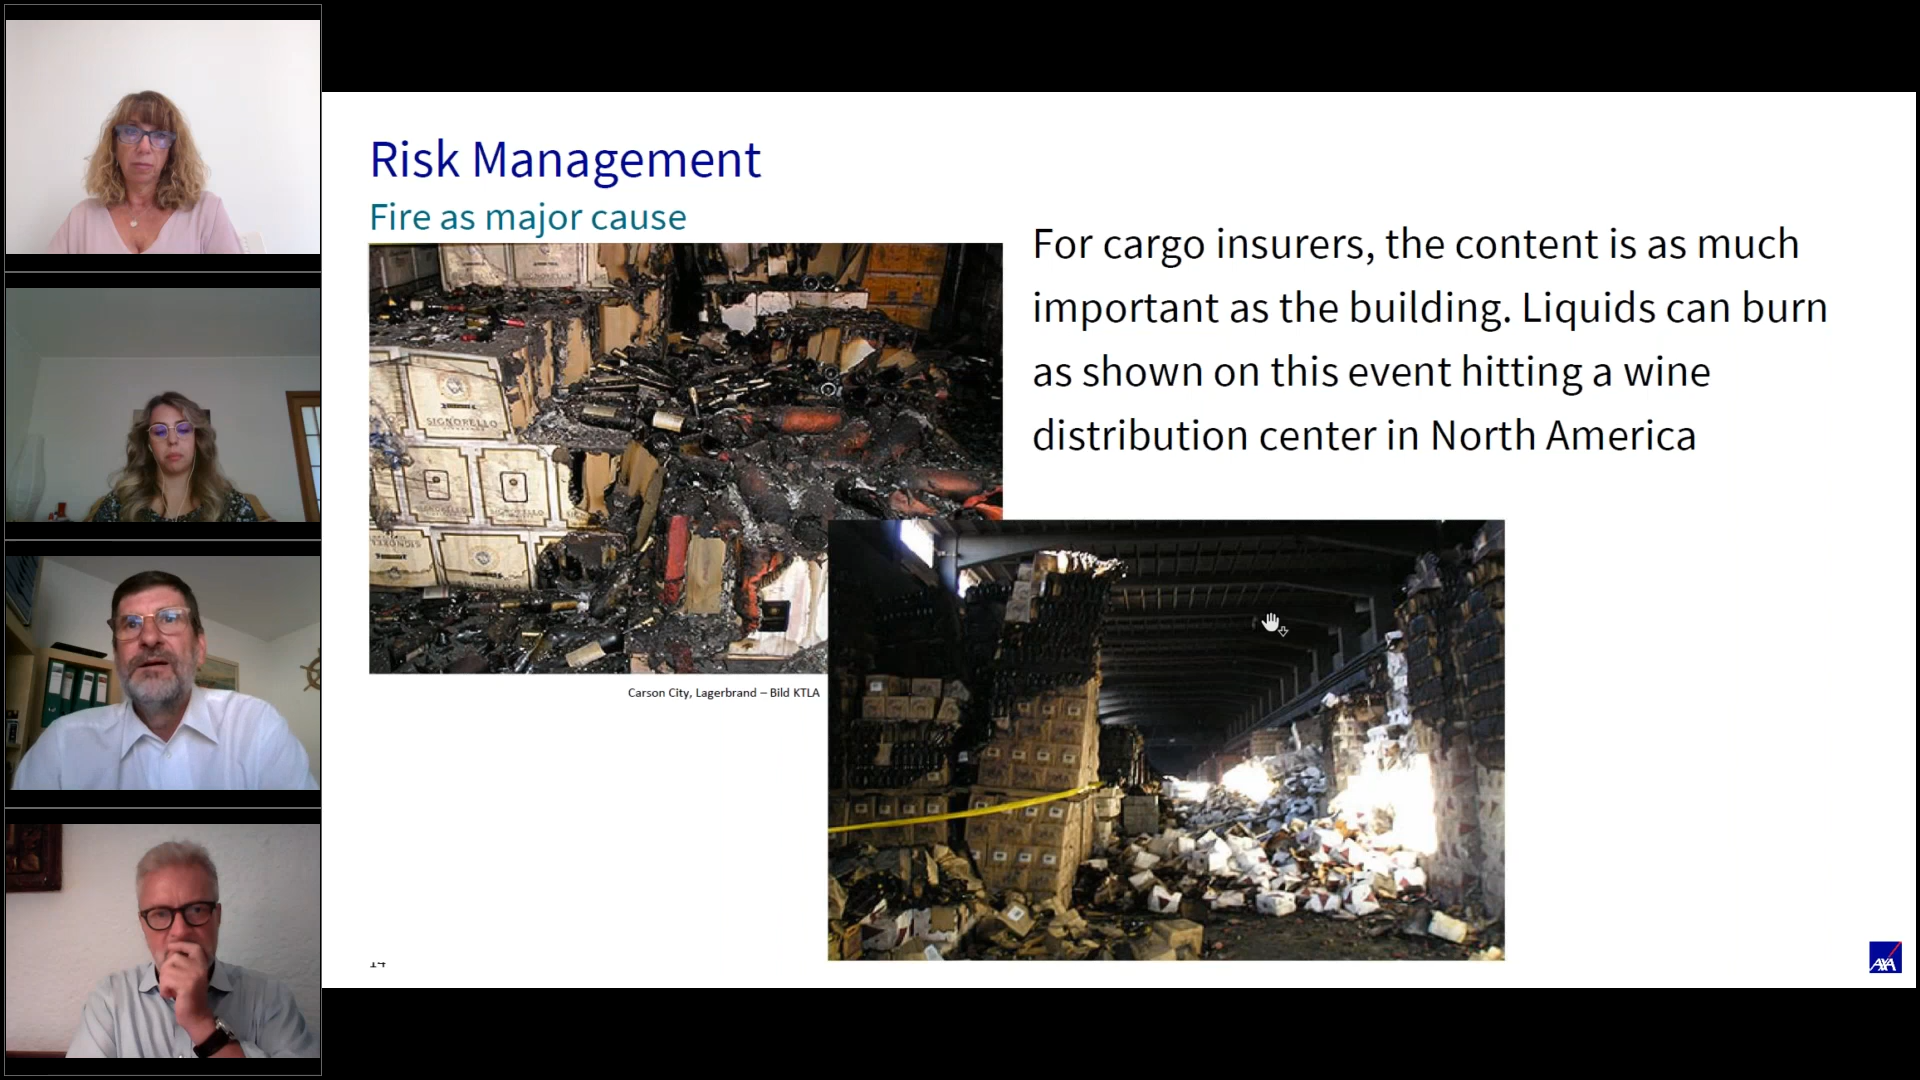 Risk Management
Fire as major cause
For cargo insurers, the content is as much
important as the building. Liquids can burn
as shown on this event hitting a wine
distribution center in North America
SIGNORELLO
Carson City, Lagerbrand – Bild KTLA
14
AXA